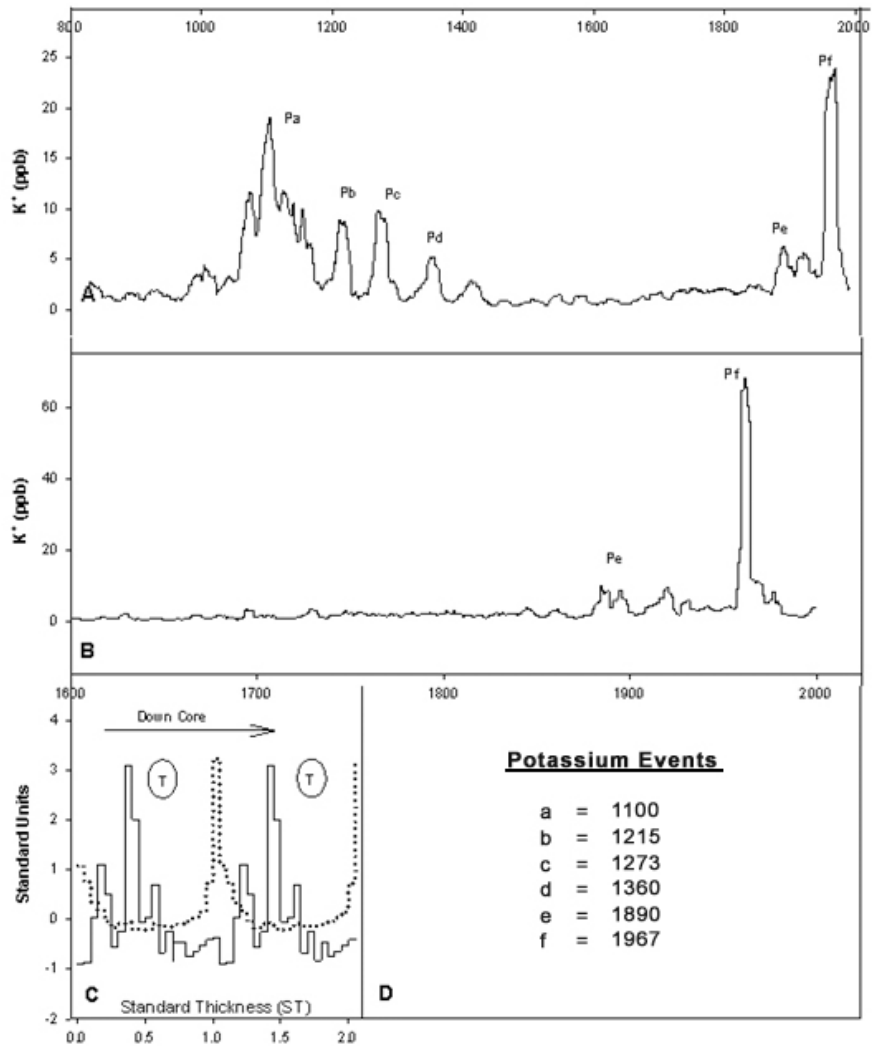 800 1000 1200 1400 1600 1800 2000
25
20
15
10
5
0
K⁺ (ppb)
Pa
Pb
Pc
Pd
Pe
Pf
A
60
40
20
0
K⁺ (ppb)
Pe
Pf
B
1600 1700 1800 1900 2000
4
3
1
0
-1
-2
Standard Units
Down Core
T T
C
Standard Thickness (ST)
0.0 0.5 1.0 1.5 2.0
D
Potassium Events
a = 1100
b = 1215
c = 1273
d = 1360
e = 1890
f = 1967